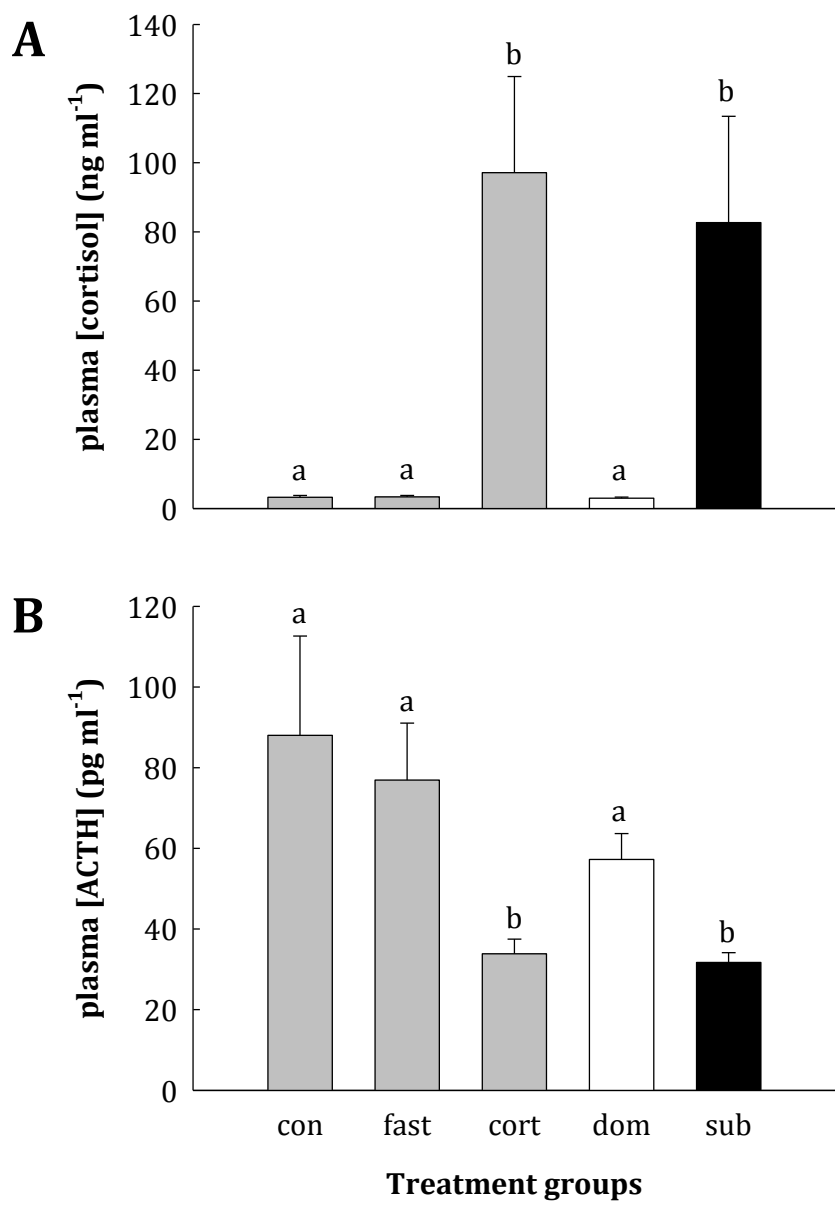 A
plasma [cortisol] (ng ml⁻¹)
140
120
100
80
60
40
20
0
a
a
b
a
b
B
plasma [ACTH] (pg ml⁻¹)
120
100
80
60
40
20
0
a
a
b
a
b
con fast cort dom sub
Treatment groups